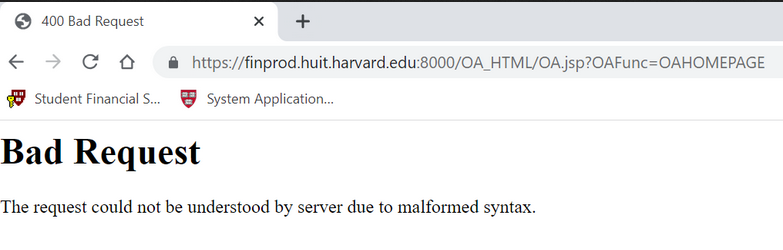 400 Bad Request
https://finprod.huit.harvard.edu:8000/OA_HTML/OA.jsp?OAFunc=OAHOMEPAGE
Student Financial S... System Application...
Bad Request
The request could not be understood by server due to malformed syntax.